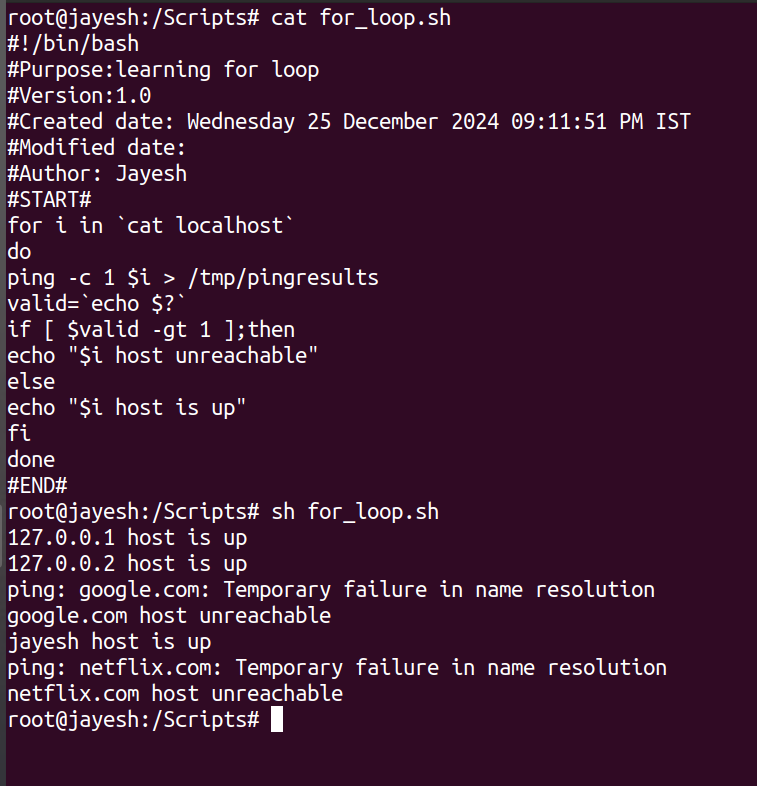 root@jayesh:/Scripts# cat for_loop.sh
#!/bin/bash
#Purpose:learning for loop
#Version:1.0
#Created date: Wednesday 25 December 2024 09:11:51 PM IST
#Modified date:
#Author: Jayesh
#START#
for i in `cat localhost`
do
ping -c 1 $i > /tmp/pingresults
valid=`echo $?`
if [ $valid -gt 1 ];then
echo "$i host unreachable"
else
echo "$i host is up"
fi
done
#END#
root@jayesh:/Scripts# sh for_loop.sh
127.0.0.1 host is up
127.0.0.2 host is up
ping: google.com: Temporary failure in name resolution
google.com host unreachable
jayesh host is up
ping: netflix.com: Temporary failure in name resolution
netflix.com host unreachable
root@jayesh:/Scripts#